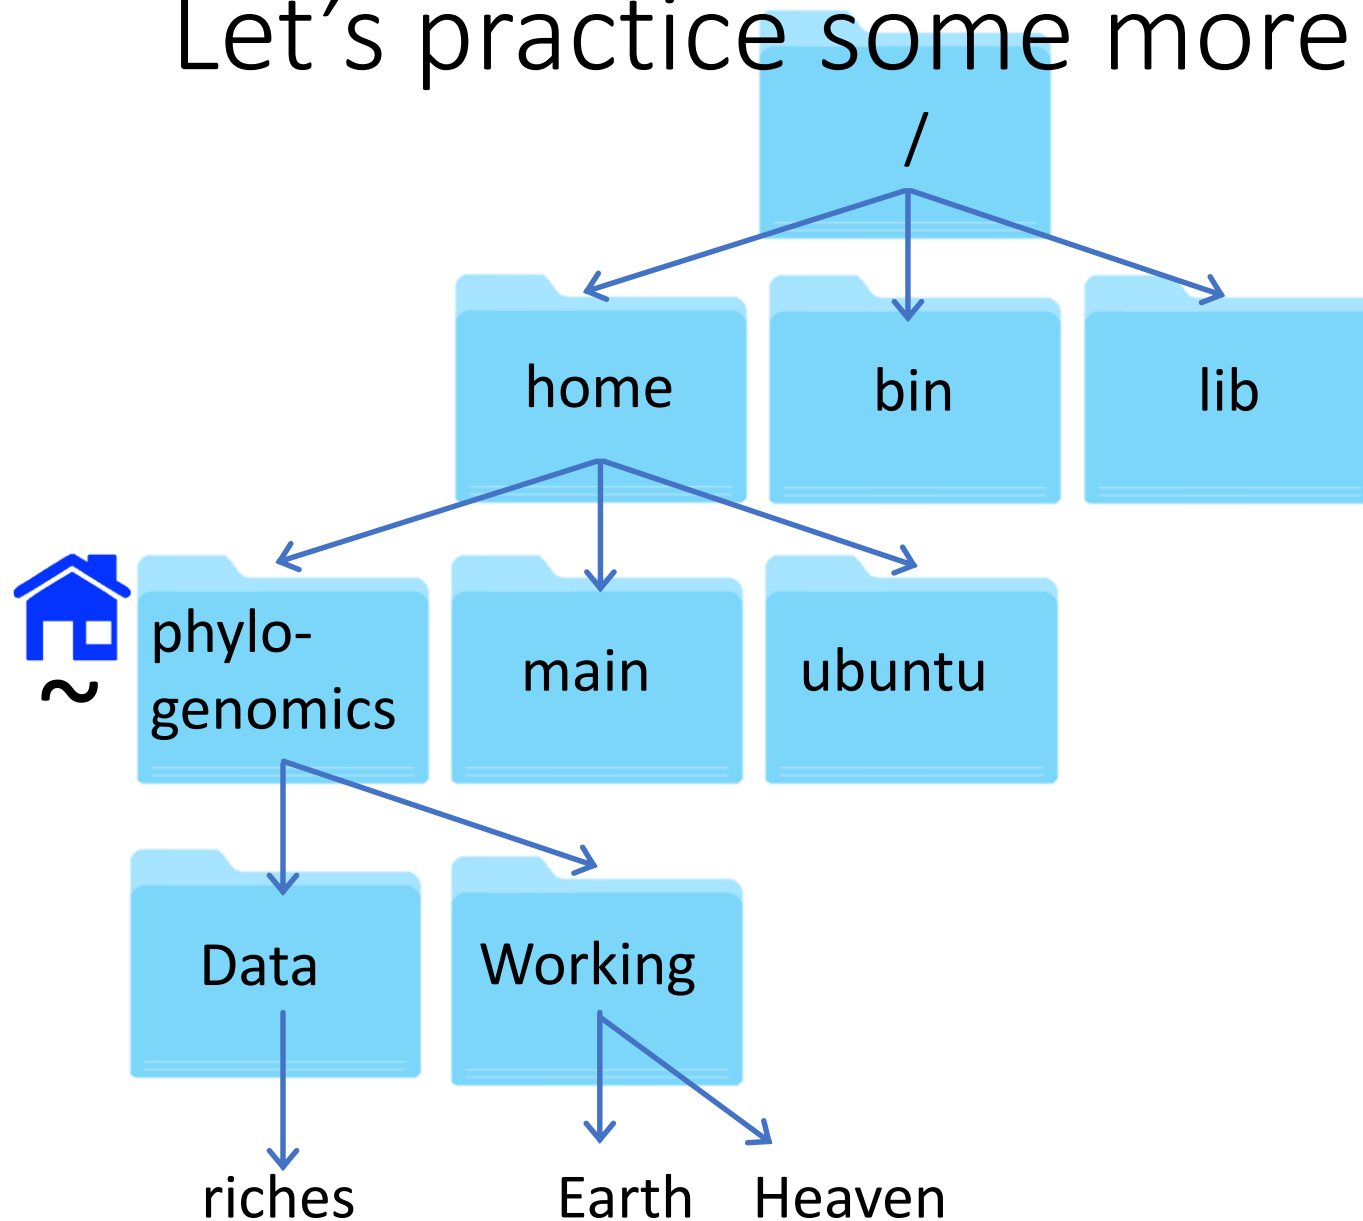 Let's practice some more
/
home bin lib
phylo-
genomics
main ubuntu
~
Data Working
riches Earth Heaven